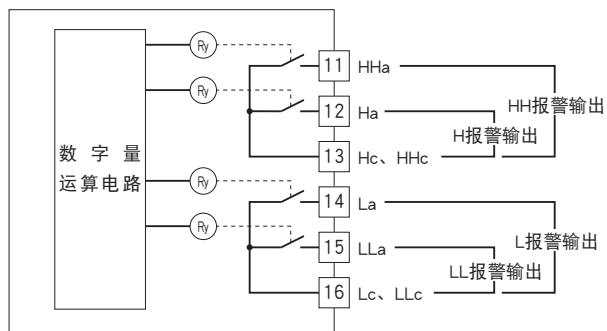 数字量
运算电路
Ry
Ry
Ry
Ry
11 HHa
12 Ha
13 Hc、HHc
14 La
15 LLa
16 Lc、LLc
HH报警输出
H报警输出
L报警输出
LL报警输出